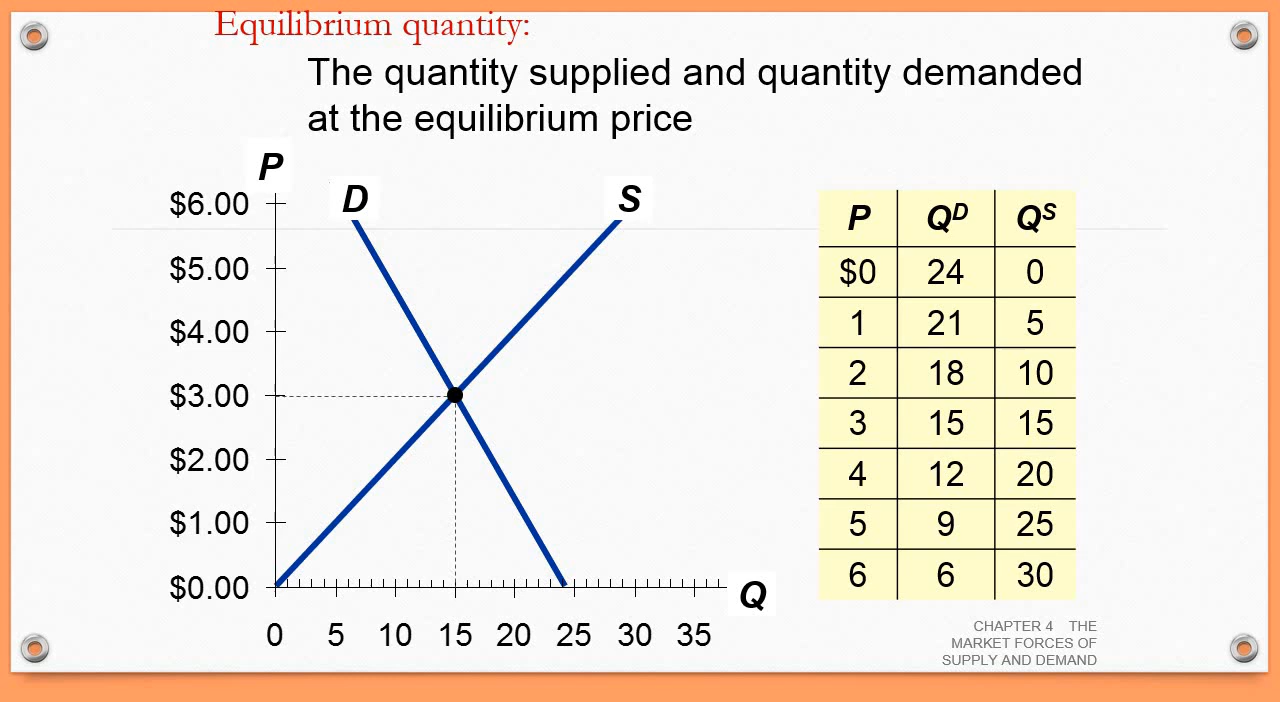 Equilibrium quantity:
The quantity supplied and quantity demanded
at the equilibrium price
P
D
S
$6.00
$5.00
$4.00
$3.00
$2.00
$1.00
$0.00
Q
0 5 10 15 20 25 30 35
P QD QS
$0 24 0
1 21 5
2 18 10
3 15 15
4 12 20
5 9 25
6 6 30
CHAPTER 4 THE
MARKET FORCES OF
SUPPLY AND DEMAND